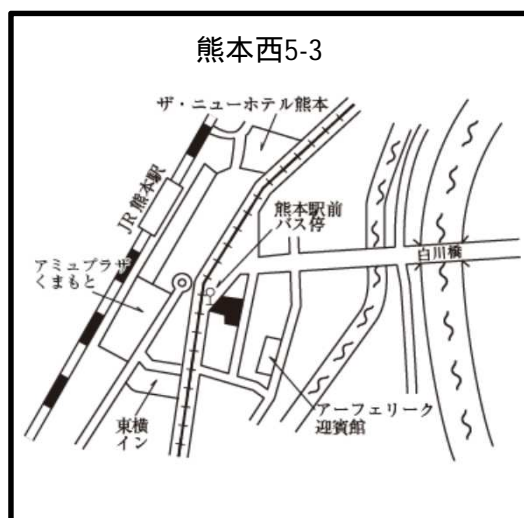 熊本西5-3
ザ・ニューホテル熊本
JR 熊本駅
熊本駅前
バス停
アミュプラザ
くまもと
白川橋
東横
イン
アーフェリーク
迎賓館